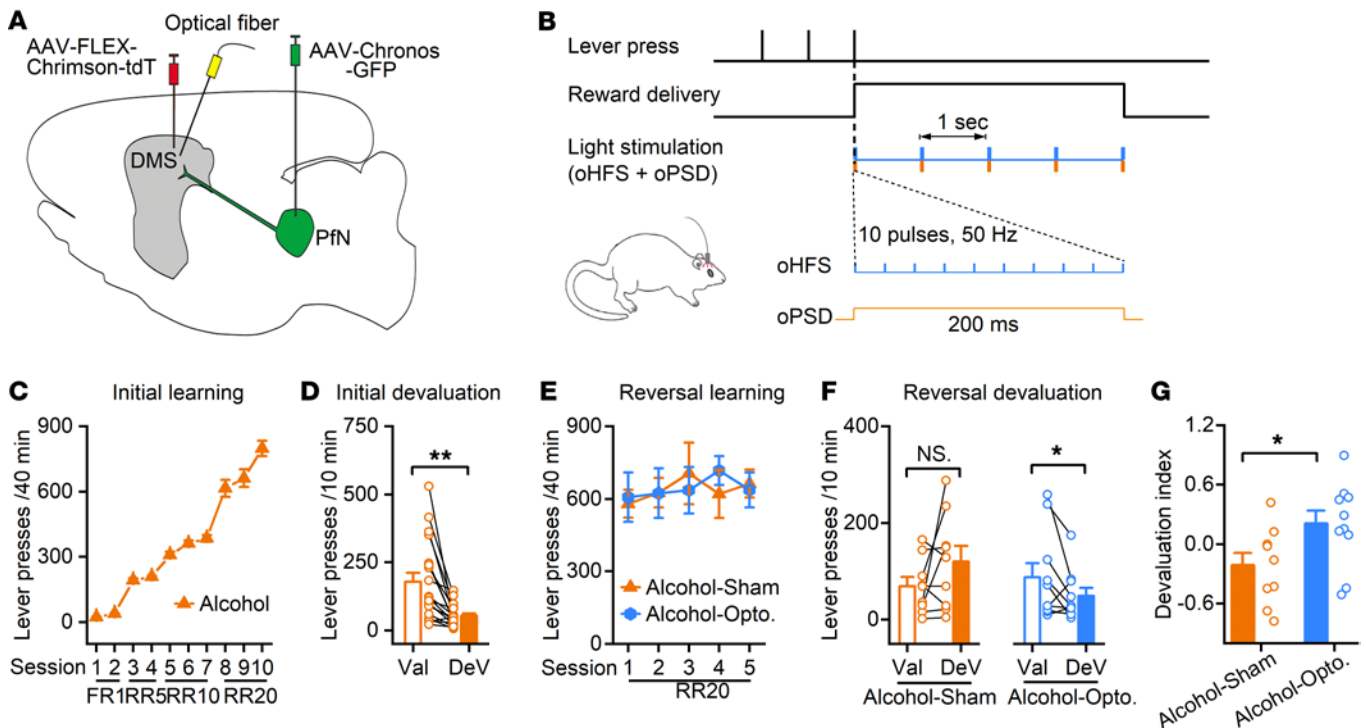 A
Optical fiber
AAV-FLEX-
Chrimson-tdT
AAV-Chronos
-GFP
DMS
PfN
B
Lever press
Reward delivery
Light stimulation
(oHFS + oPSD)
1 sec
10 pulses, 50 Hz
oHFS
oPSD
200 ms
C
Initial learning
Lever presses /40 min
900
600
300
0
Alcohol
Session
1 2 3 4 5 6 7 8 9 10
FR1 RR5 RR10 RR20
D
Initial devaluation
Lever presses /10 min
750
500
250
0
**
Val DeV
E
Reversal learning
Lever presses /40 min
900
600
300
0
Alcohol-Sham
Alcohol-Opto.
Session
1 2 3 4 5
RR20
F
Reversal devaluation
Lever presses /10 min
400
200
0
NS.
*
Val DeV Val DeV
Alcohol-Sham Alcohol-Opto.
G
Devaluation index
1.2
0.6
0.0
-0.6
*
Alcohol-Sham
Alcohol-Opto.